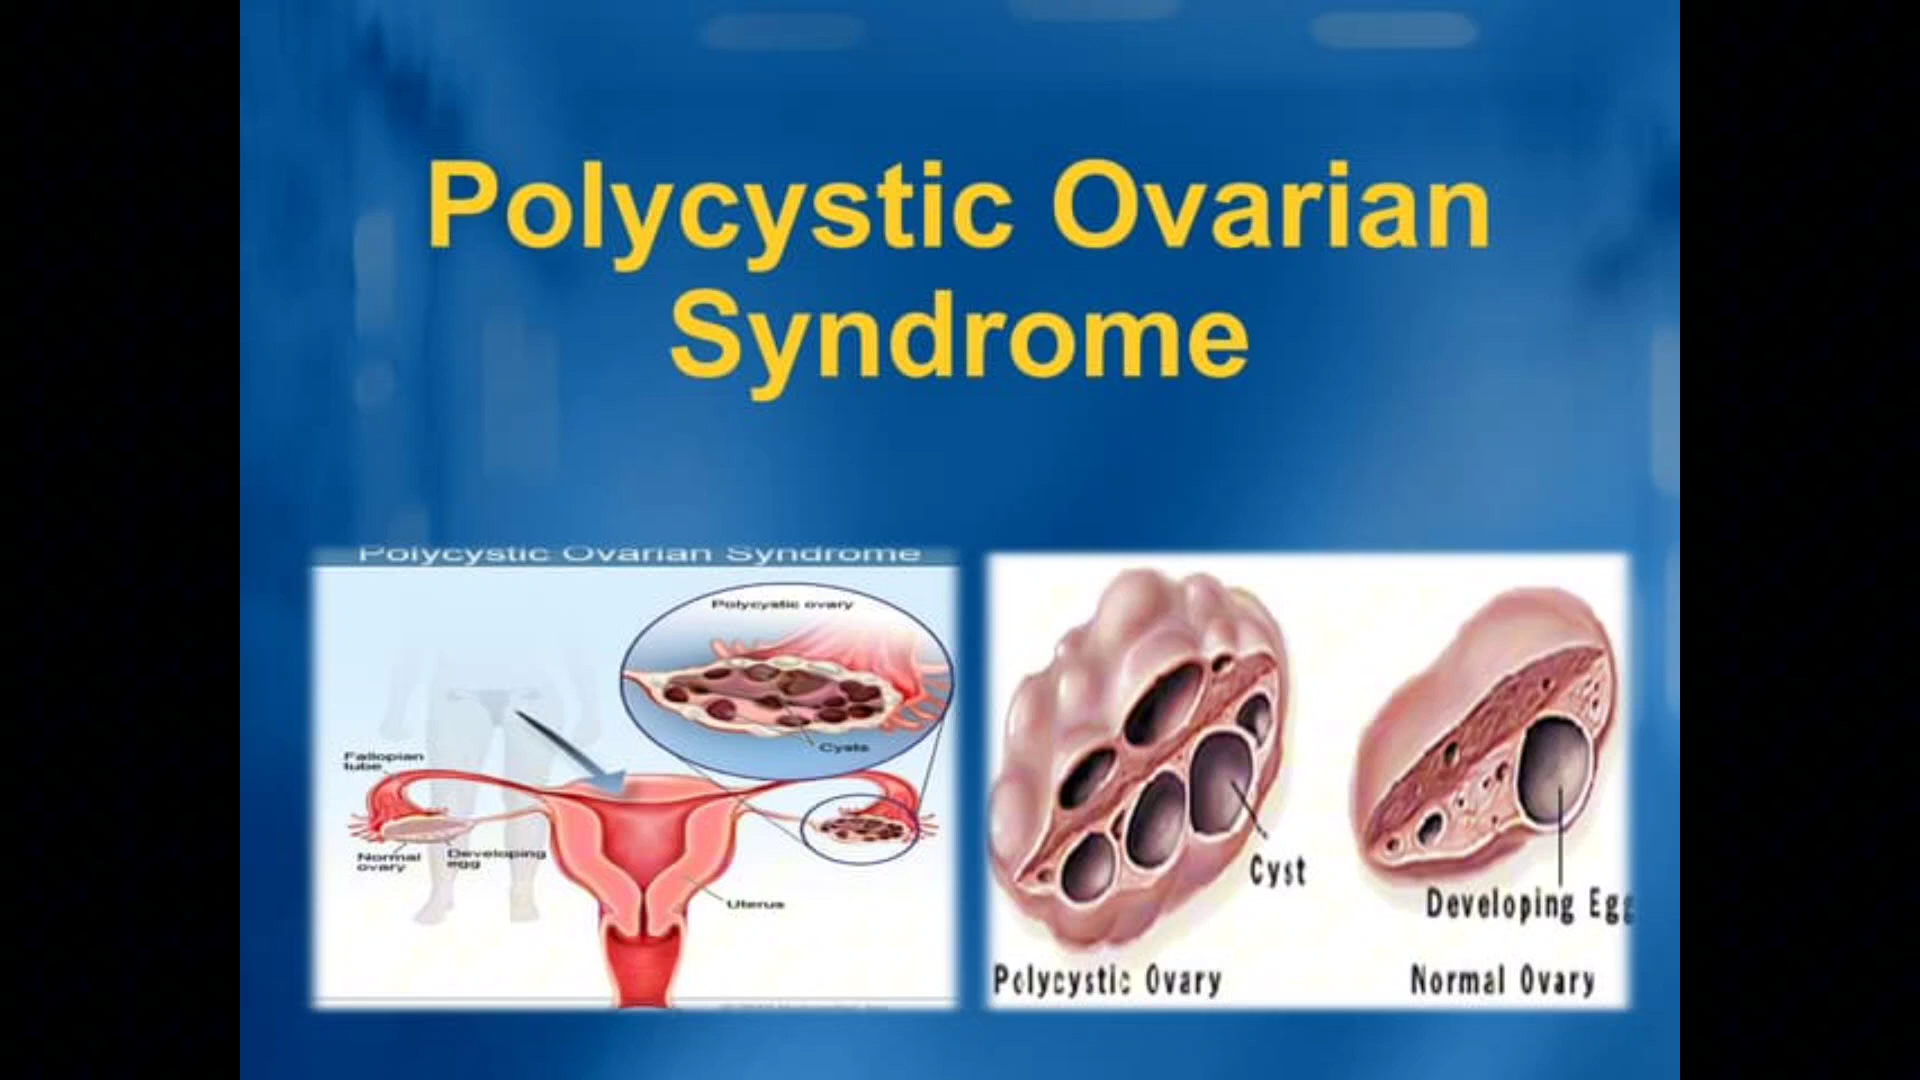 Polycystic Ovarian
Syndrome
Polycystic Ovarian Syndrome
Polycystic ovary
Cysts
Fallopian
tube
Normal
ovary
Developing
egg
Uterus
Cyst
Developing Egg
Polycystic Ovary
Normal Ovary